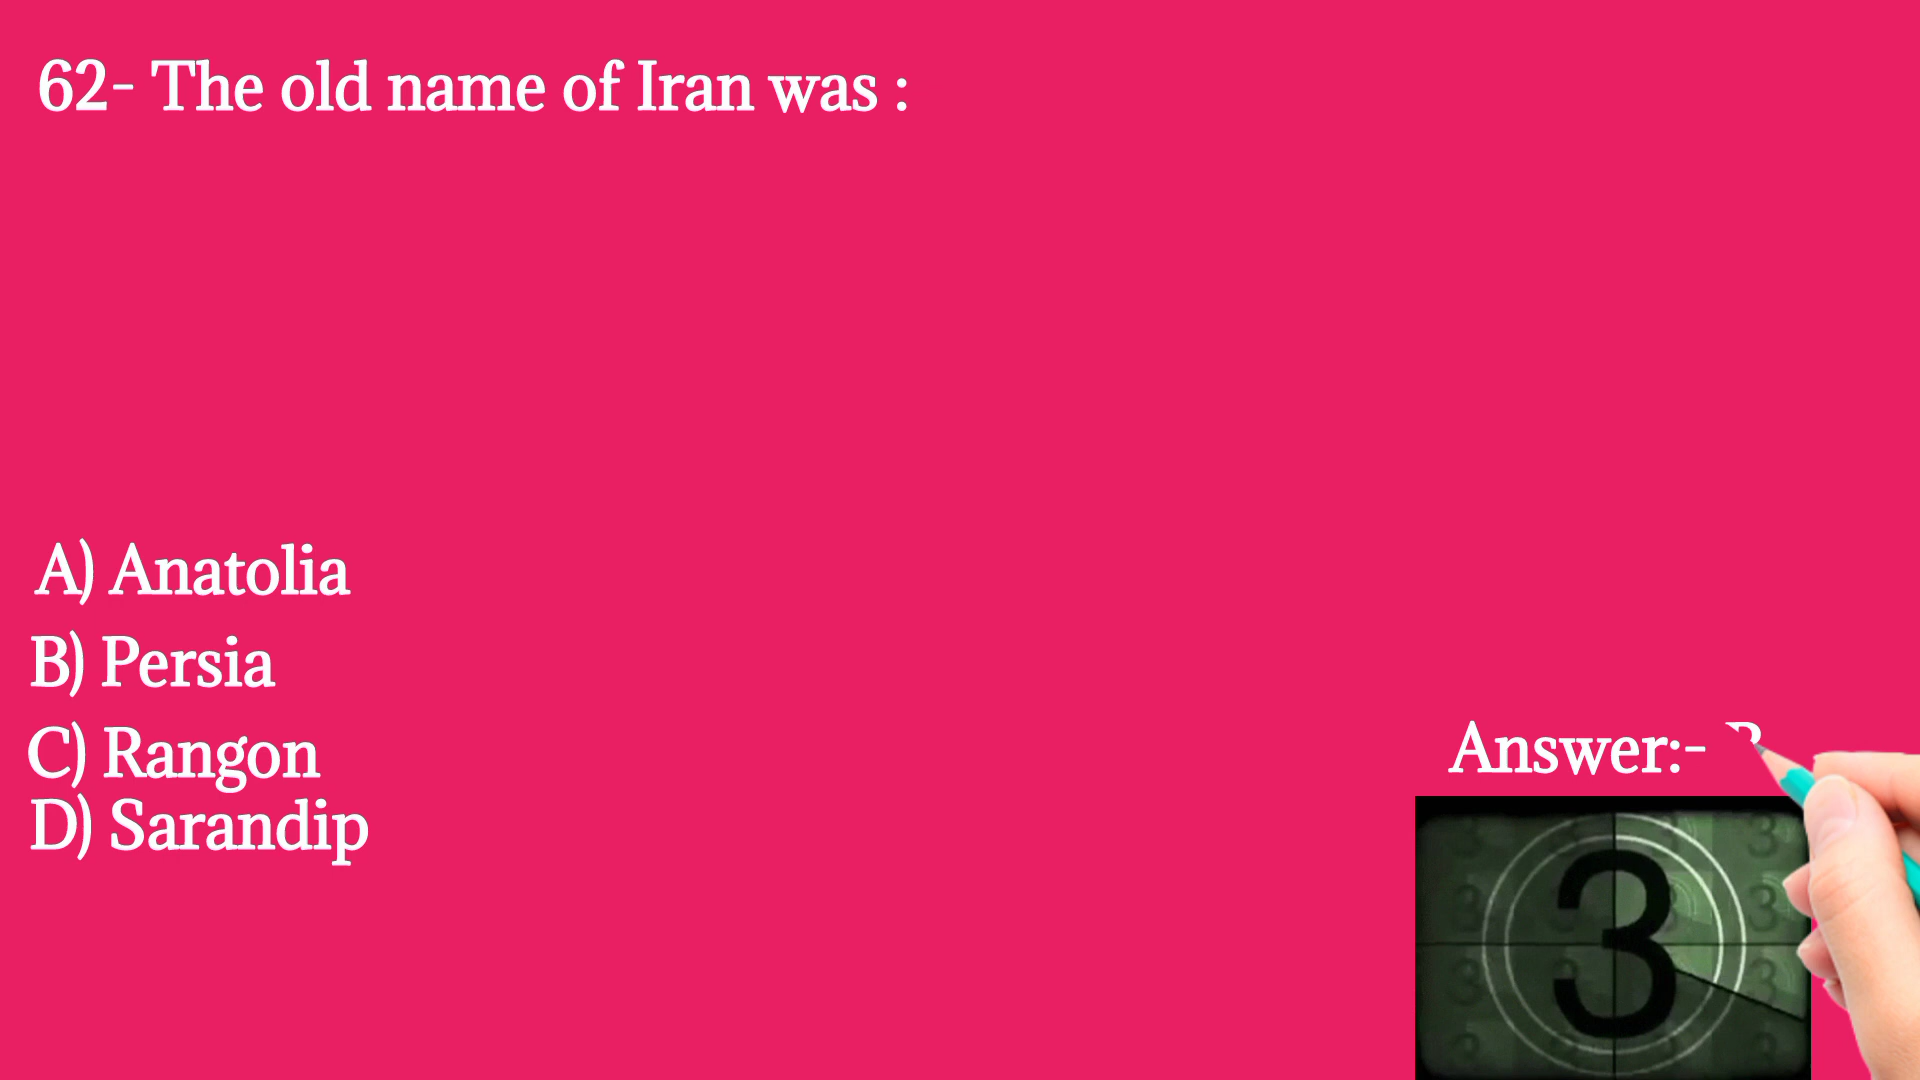 62- The old name of Iran was :
A) Anatolia
B) Persia
C) Rangon
D) Sarandip
Answer:-
3